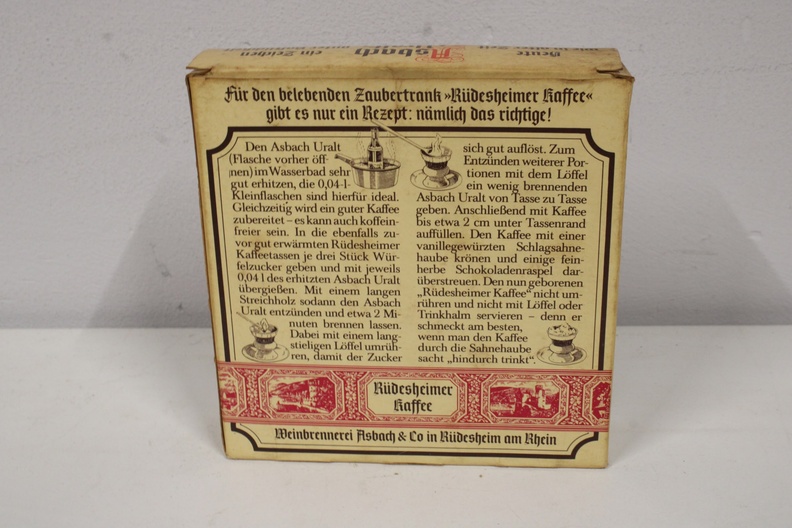 Heute
Asbach
ein Zeichen
Für den belebenden Zaubertrank »Rüdesheimer Kaffee«
gibt es nur ein Rezept: nämlich das richtige!
Den Asbach Uralt
(Flasche vorher öff-
nen) im Wasserbad sehr
gut erhitzen, die 0,04-l-
Kleinflaschen sind hierfür ideal.
Gleichzeitig wird ein guter Kaffee
zubereitet – es kann auch koffein-
freier sein. In die ebenfalls zu-
vor gut erwärmten Rüdesheimer
Kaffeetassen je drei Stück Wür-
felzucker geben und mit jeweils
0,04 l des erhitzten Asbach Uralt
übergießen. Mit einem langen
Streichholz sodann den Asbach
Uralt entzünden und etwa 2 Mi-
nuten brennen lassen.
Dabei mit einem lang-
stieligen Löffel umrüh-
ren, damit der Zucker
sich gut auflöst. Zum
Entzünden weiterer Por-
tionen mit dem Löffel
ein wenig brennenden
Asbach Uralt von Tasse zu Tasse
geben. Anschließend mit Kaffee
bis etwa 2 cm unter Tassenrand
auffüllen. Den Kaffee mit einer
vanillegewürzten Schlagsahne-
haube krönen und einige fein-
herbe Schokoladenraspel dar-
überstreuen. Den nun geborenen
„Rüdesheimer Kaffee“ nicht um-
rühren und nicht mit Löffel oder
Trinkhalm servieren – denn er
schmeckt am besten,
wenn man den Kaffee
durch die Sahnehaube
sacht „hindurch trinkt“.
Rüdesheimer
Kaffee
Weinbrennerei Asbach & Co in Rüdesheim am Rhein